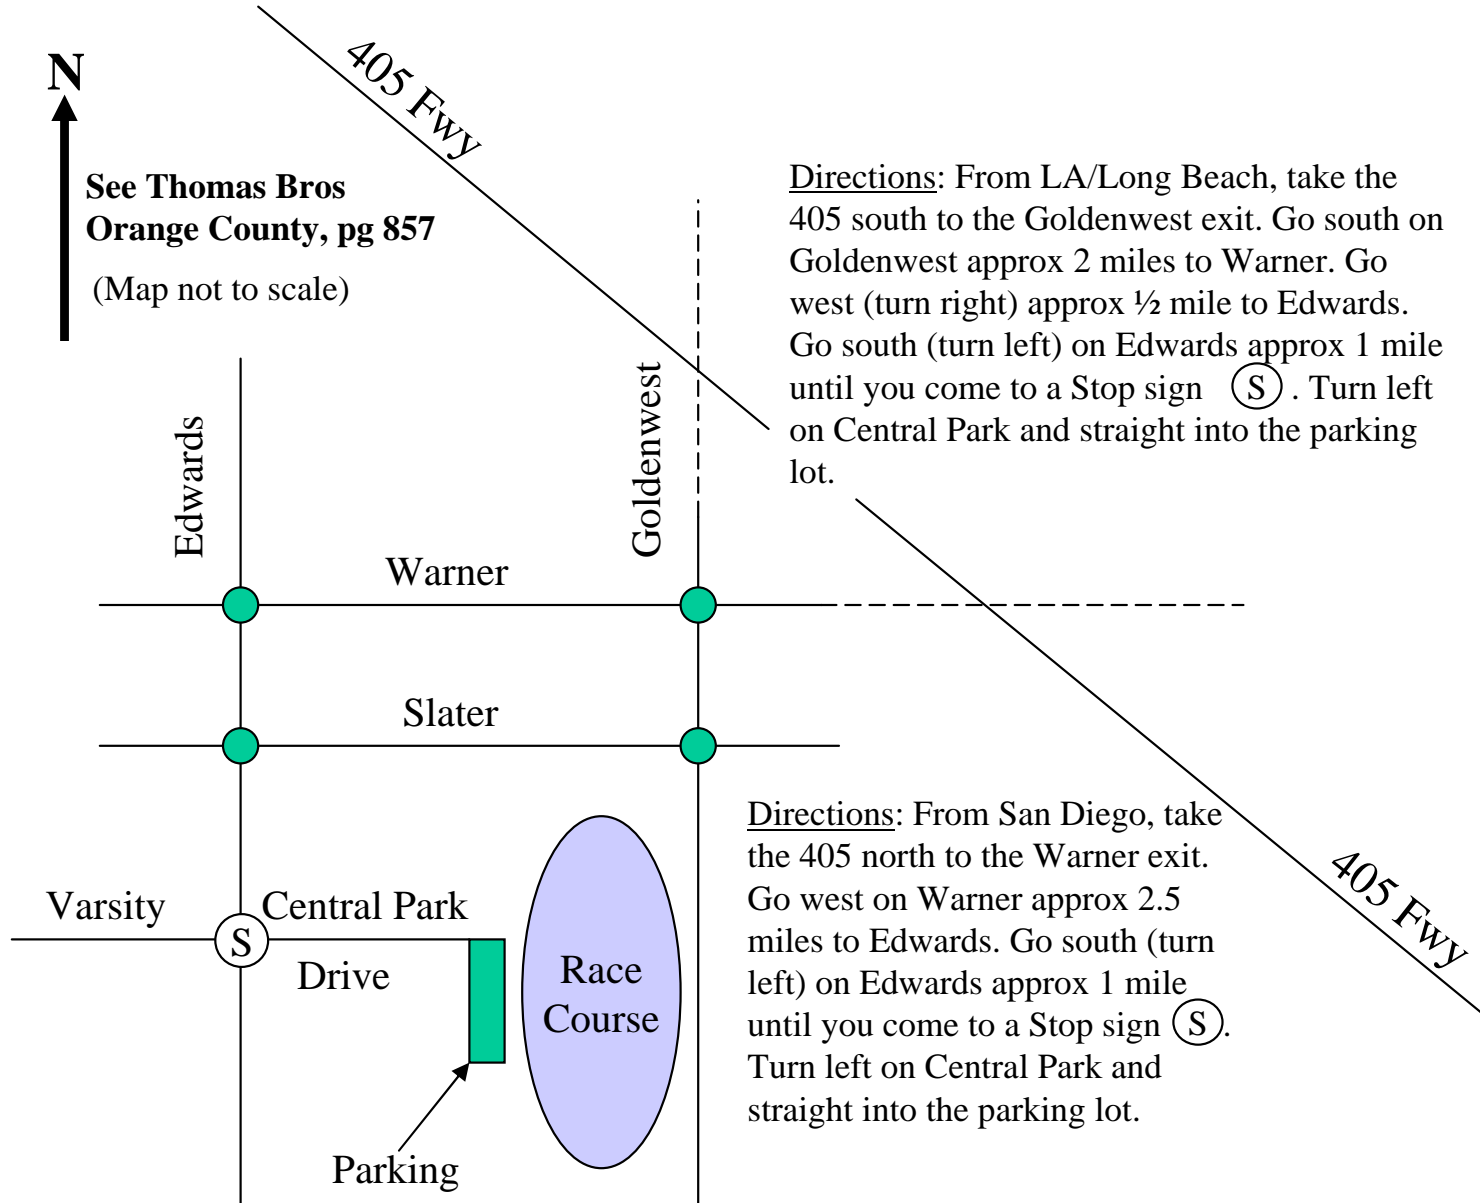 N
405 Fwy
See Thomas Bros
Orange County, pg 857
(Map not to scale)
Directions: From LA/Long Beach, take the
405 south to the Goldenwest exit. Go south on
Goldenwest approx 2 miles to Warner. Go
west (turn right) approx ½ mile to Edwards.
Go south (turn left) on Edwards approx 1 mile
until you come to a Stop sign S . Turn left
on Central Park and straight into the parking
lot.
Edwards
Goldenwest
Warner
Slater
Directions: From San Diego, take
the 405 north to the Warner exit.
Go west on Warner approx 2.5
miles to Edwards. Go south (turn
left) on Edwards approx 1 mile
until you come to a Stop sign S.
Turn left on Central Park and
straight into the parking lot.
405 Fwy
Varsity
S
Central Park
Drive
Race
Course
Parking